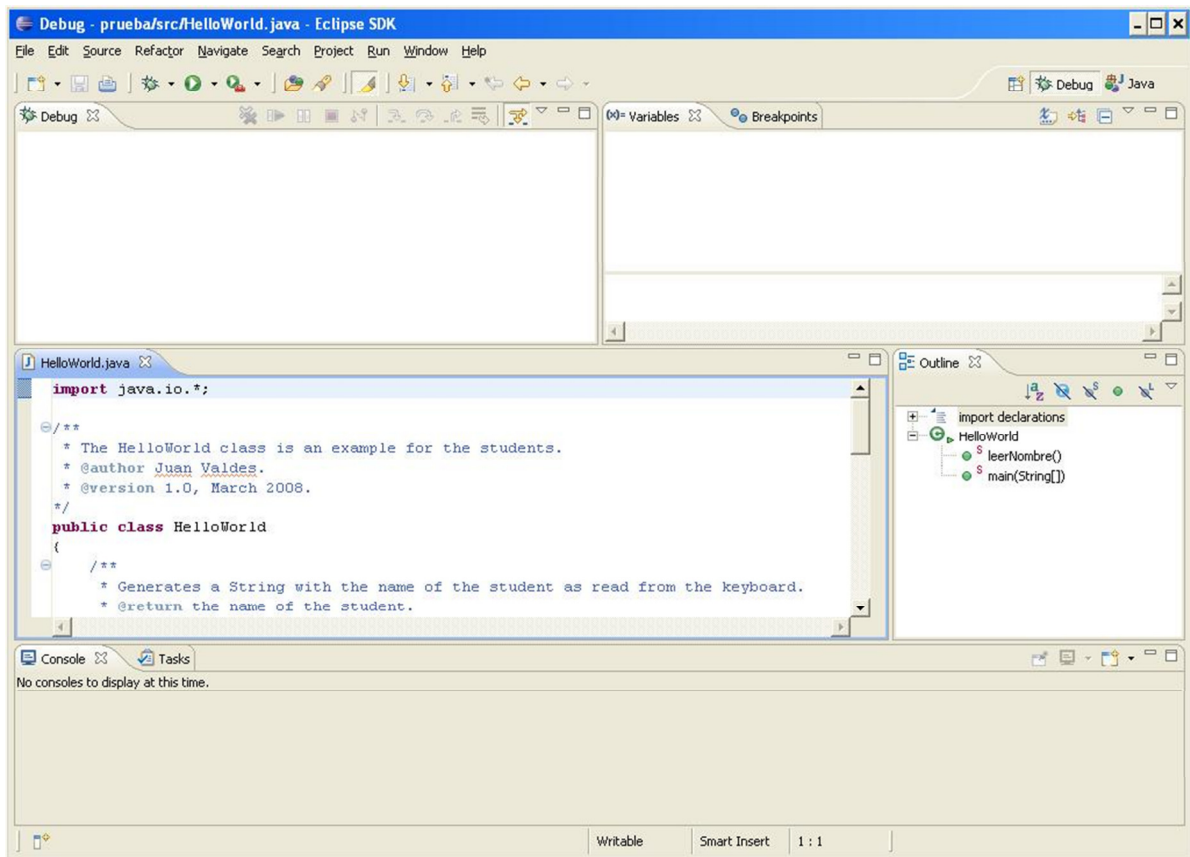 Debug - prueba/src/HelloWorld.java - Eclipse SDK
File Edit Source Refactor Navigate Search Project Run Window Help
Debug Java
Debug
(x)= Variables Breakpoints
HelloWorld.java
import java.io.*;
/**
* The HelloWorld class is an example for the students.
* @author Juan Valdes.
* @version 1.0, March 2008.
*/
public class HelloWorld
{
/**
* Generates a String with the name of the student as read from the keyboard.
* @return the name of the student.
Outline
import declarations
HelloWorld
S leerNombre()
S main(String[])
Console Tasks
No consoles to display at this time.
Writable Smart Insert 1 : 1